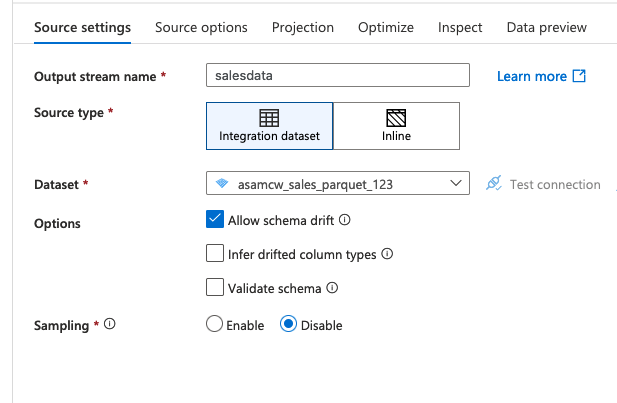 Source settings Source options Projection Optimize Inspect Data preview
Output stream name * salesdata Learn more
Source type *
Integration dataset Inline
Dataset * asamcw_sales_parquet_123 Test connection
Options Allow schema drift
Infer drifted column types
Validate schema
Sampling * Enable Disable